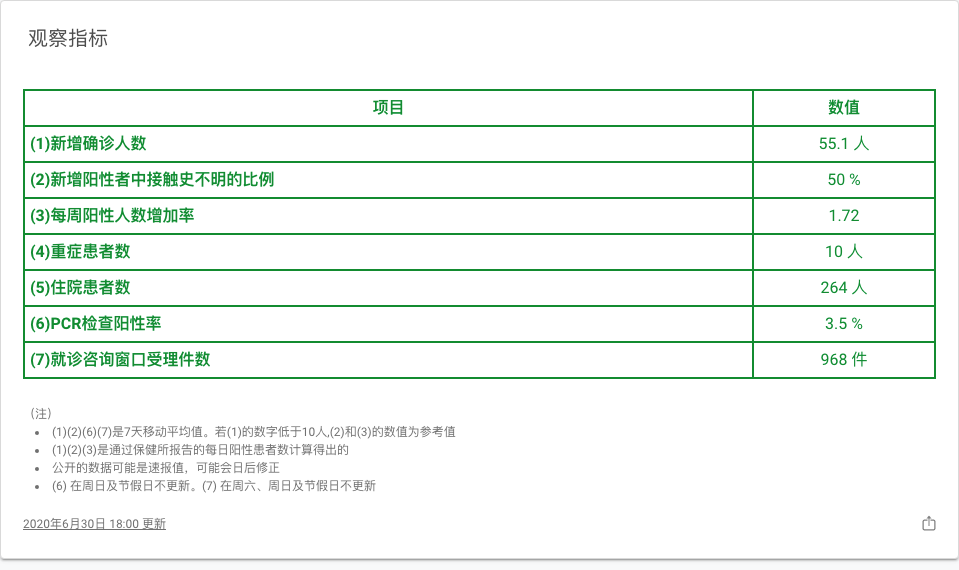 观察指标
项目 数值
(1)新增确诊人数 55.1 人
(2)新增阳性者中接触史不明的比例 50 %
(3)每周阳性人数增加率 1.72
(4)重症患者数 10 人
(5)住院患者数 264 人
(6)PCR检查阳性率 3.5 %
(7)就诊咨询窗口受理件数 968 件
（注）
• (1)(2)(6)(7)是7天移动平均值。若(1)的数字低于10人,(2)和(3)的数值为参考值
• (1)(2)(3)是通过保健所报告的每日阳性患者数计算得出的
• 公开的数据可能是速报值，可能会日后修正
• (6) 在周日及节假日不更新。(7) 在周六、周日及节假日不更新
2020年6月30日 18:00 更新